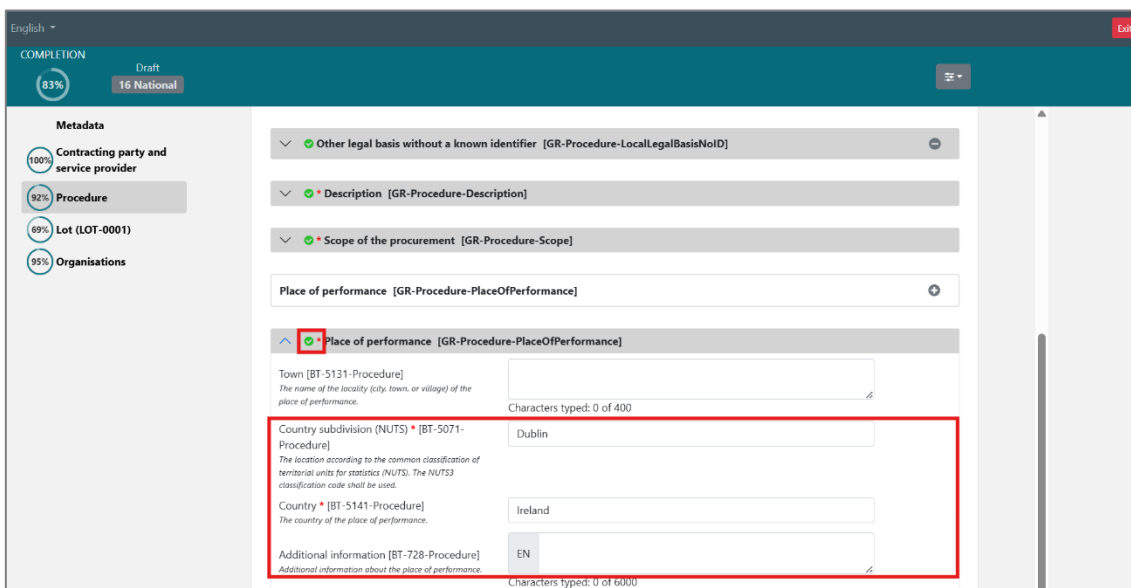 English
Exit
COMPLETION
83%
Draft
16 National
Metadata
100%
Contracting party and
service provider
92%
Procedure
69%
Lot (LOT-0001)
95%
Organisations
Other legal basis without a known identifier [GR-Procedure-LocalLegalBasisNoID]
* Description [GR-Procedure-Description]
* Scope of the procurement [GR-Procedure-Scope]
Place of performance [GR-Procedure-PlaceOfPerformance]
* Place of performance [GR-Procedure-PlaceOfPerformance]
Town [BT-5131-Procedure]
The name of the locality (city, town, or village) of the
place of performance.
Characters typed: 0 of 400
Country subdivision (NUTS) * [BT-5071-
Procedure]
The location according to the common classification of
territorial units for statistics (NUTS). The NUTS3
classification code shall be used.
Dublin
Country * [BT-5141-Procedure]
The country of the place of performance.
Ireland
Additional information [BT-728-Procedure]
Additional information about the place of performance.
EN
Characters typed: 0 of 6000